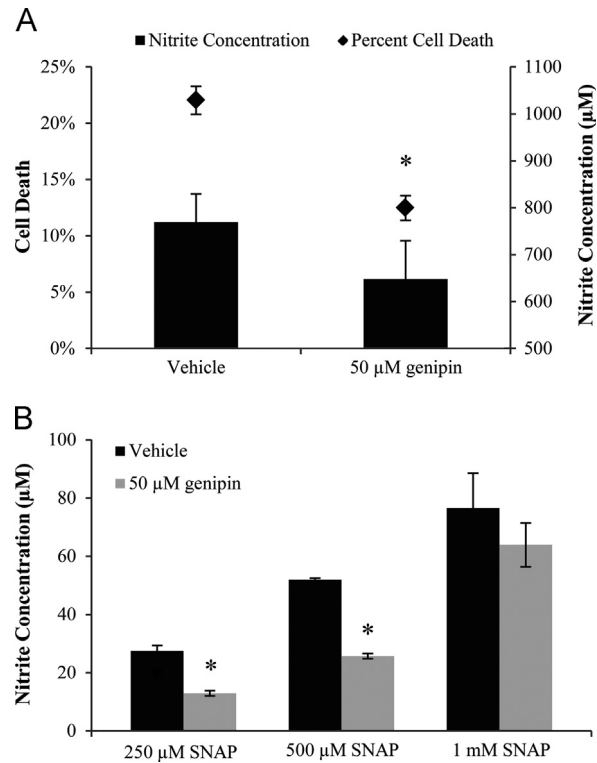 A
Nitrite Concentration
Percent Cell Death
25%
20%
15%
10%
5%
0%
Cell Death
*
1100
1000
900
800
700
600
500
Nitrite Concentration (µM)
Vehicle
50 µM genipin
B
Vehicle
50 µM genipin
100
80
60
40
20
0
Nitrite Concentration (µM)
*
*
250 µM SNAP
500 µM SNAP
1 mM SNAP